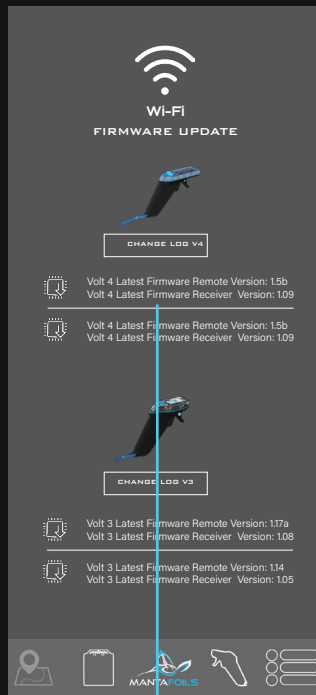 Wi-Fi
FIRMWARE UPDATE
CHANGE LOG V4
Volt 4 Latest Firmware Remote Version: 1.5b
Volt 4 Latest Firmware Receiver Version: 1.09
Volt 4 Latest Firmware Remote Version: 1.5b
Volt 4 Latest Firmware Receiver Version: 1.09
CHANGE LOG V3
Volt 3 Latest Firmware Remote Version: 1.17a
Volt 3 Latest Firmware Receiver Version: 1.08
Volt 3 Latest Firmware Remote Version: 1.14
Volt 3 Latest Firmware Receiver Version: 1.05
MANTAFOILS